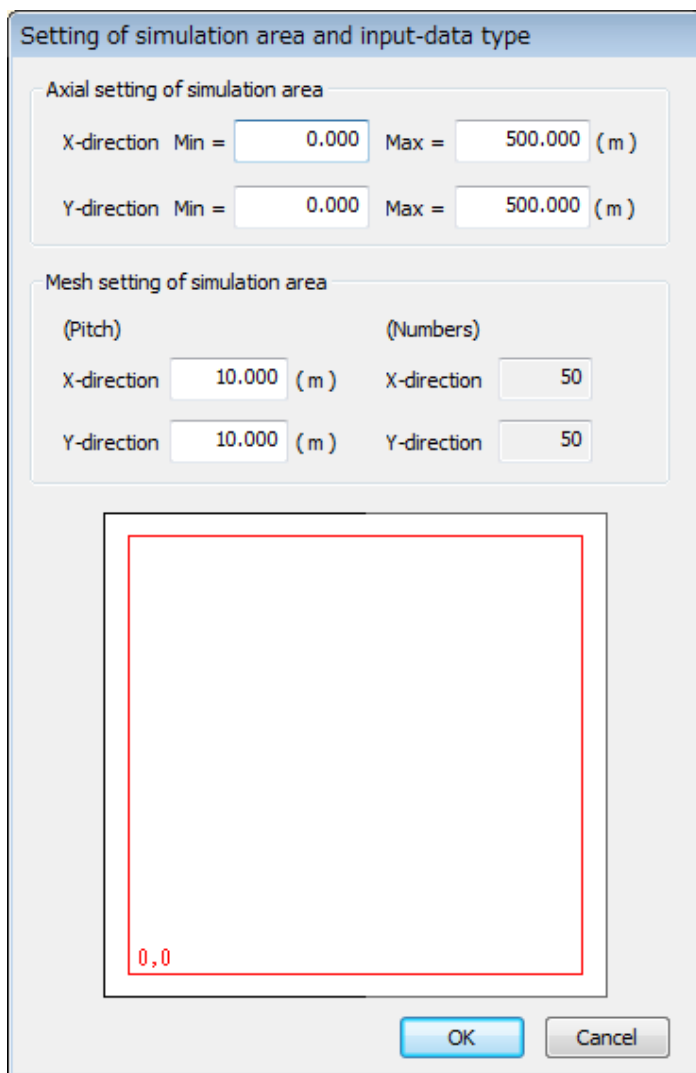 Setting of simulation area and input-data type
Axial setting of simulation area
X-direction Min = 0.000 Max = 500.000 ( m )
Y-direction Min = 0.000 Max = 500.000 ( m )
Mesh setting of simulation area
(Pitch) (Numbers)
X-direction 10.000 ( m ) X-direction 50
Y-direction 10.000 ( m ) Y-direction 50
0,0
OK Cancel